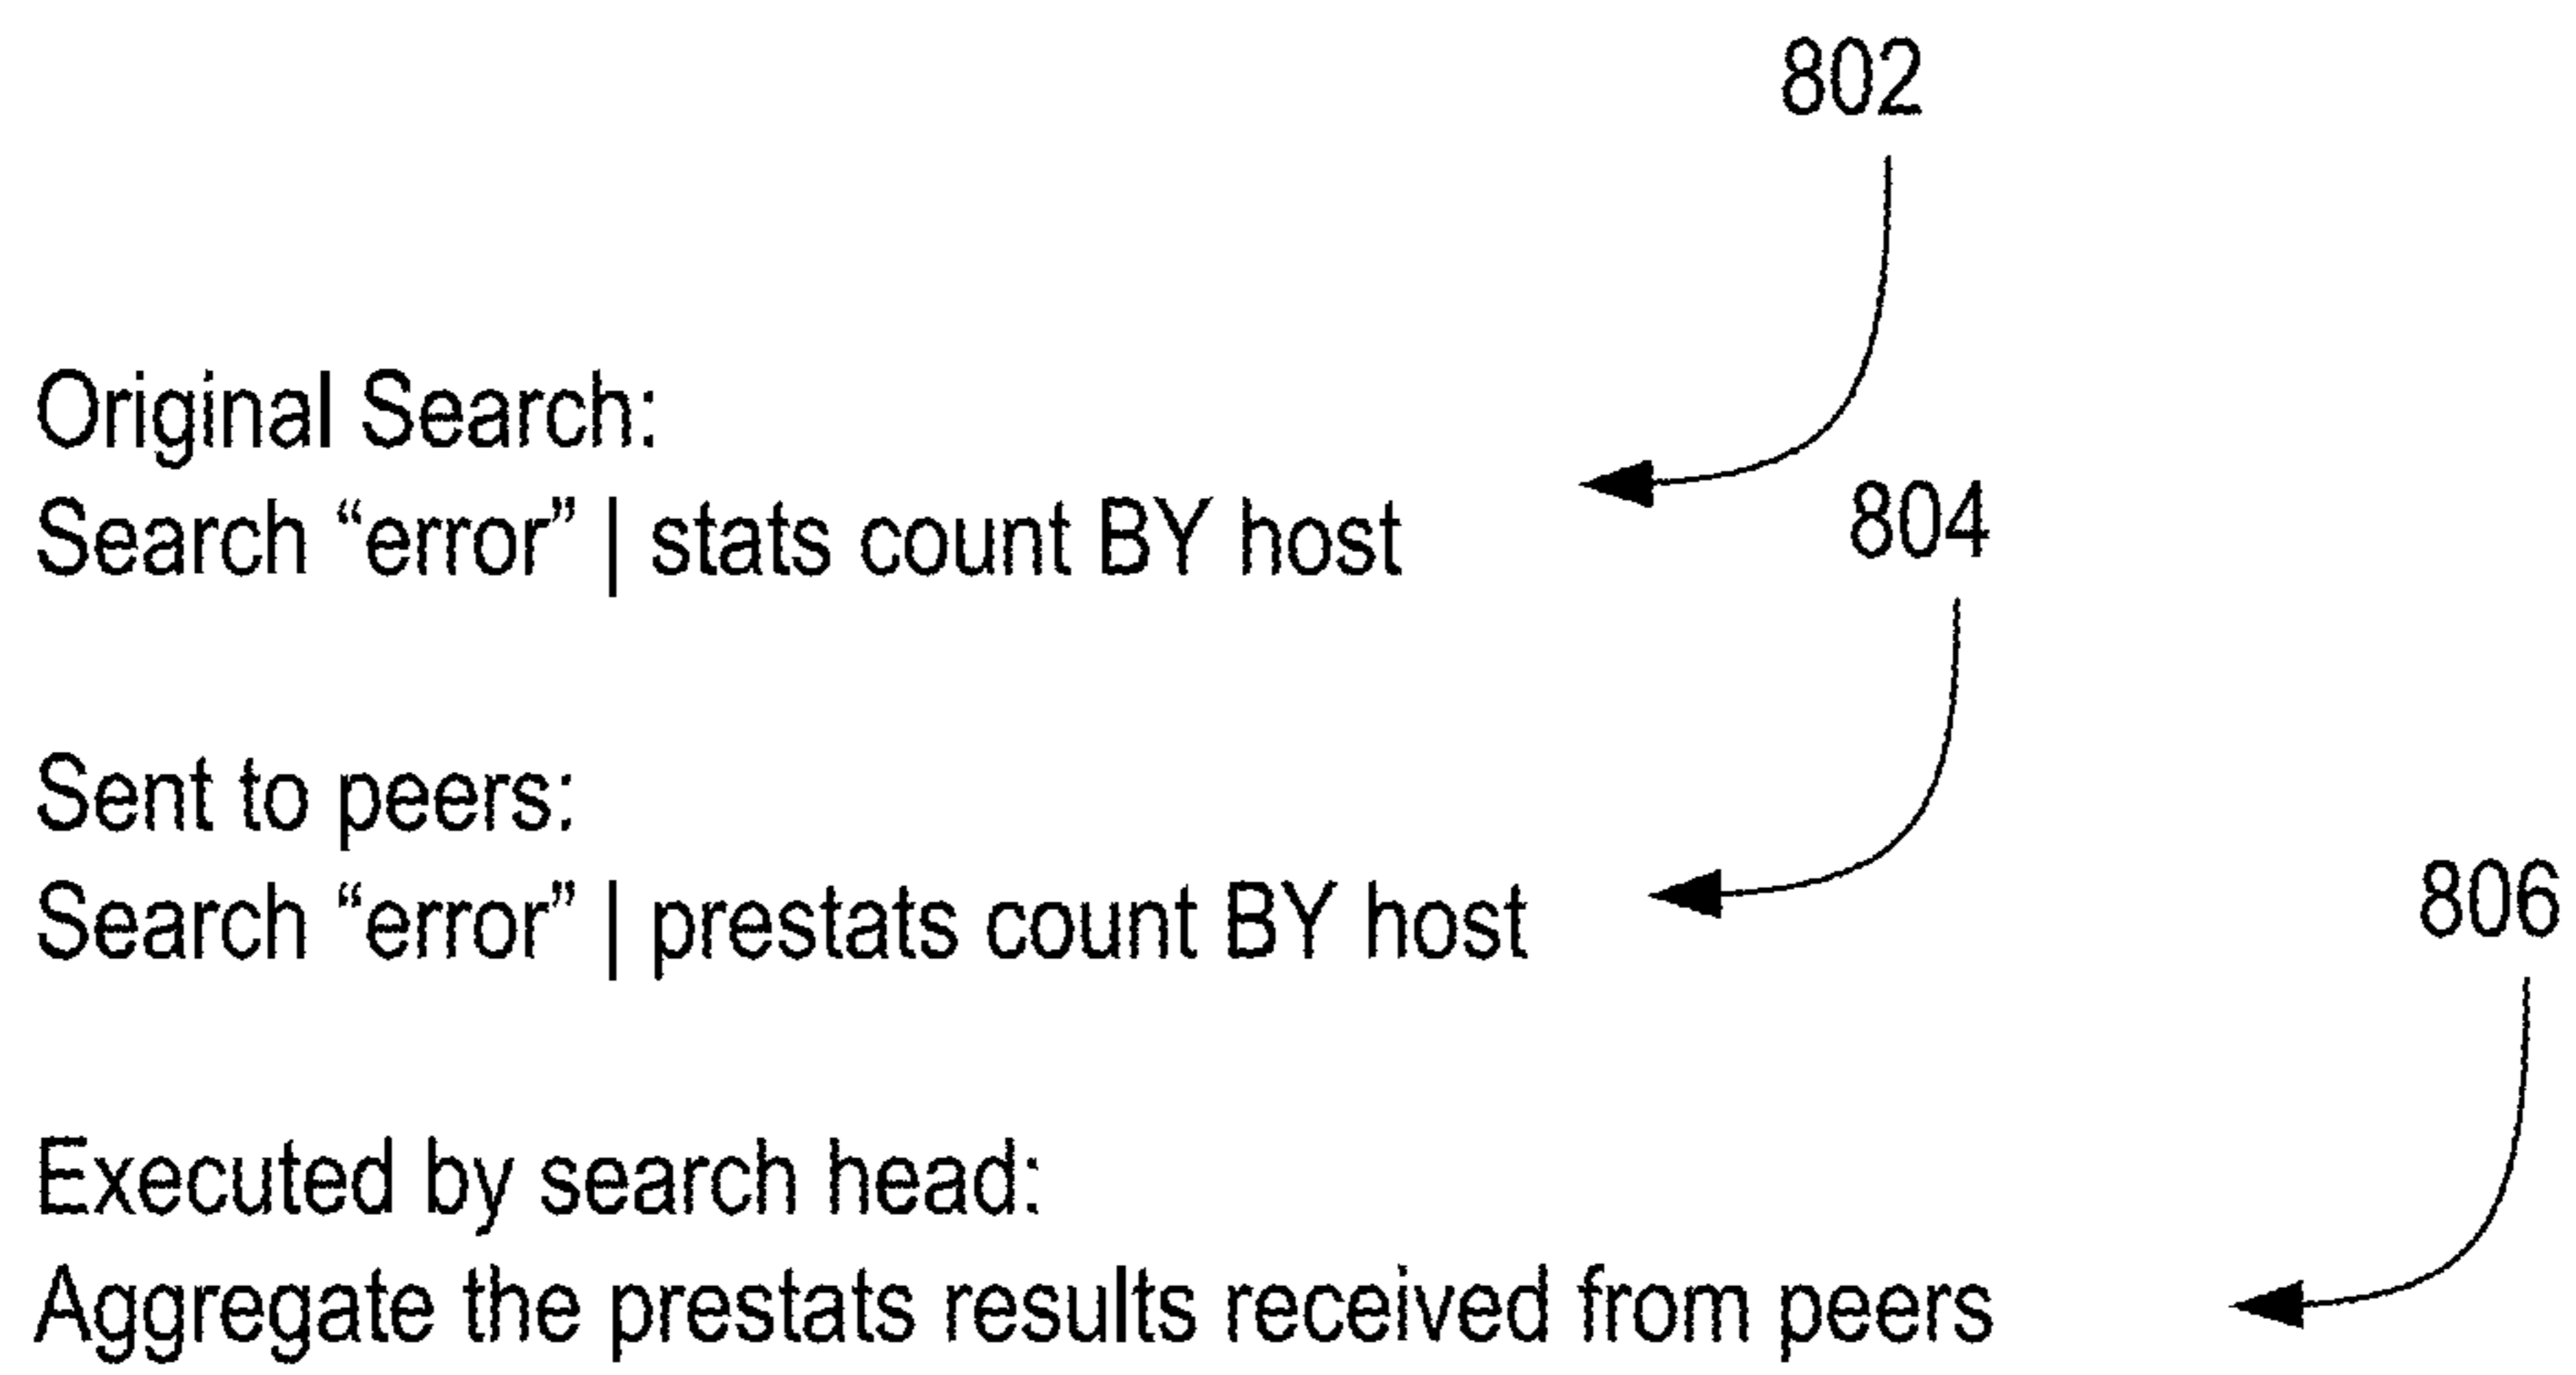 802
Original Search:
Search “error” | stats count BY host
804
Sent to peers:
Search “error” | prestats count BY host
806
Executed by search head:
Aggregate the prestats results received from peers